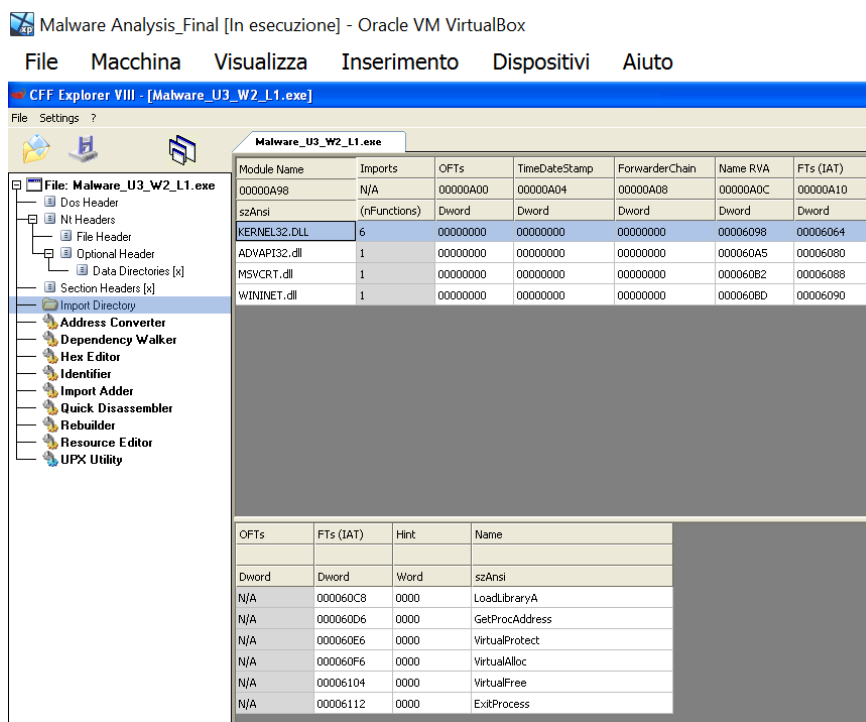 Malware Analysis_Final [In esecuzione] - Oracle VM VirtualBox
File Macchina Visualizza Inserimento Dispositivi Aiuto
CFF Explorer VIII - [Malware_U3_W2_L1.exe]
File Settings ?
Malware_U3_W2_L1.exe
File: Malware_U3_W2_L1.exe
Dos Header
Nt Headers
File Header
Optional Header
Data Directories [x]
Section Headers [x]
Import Directory
Address Converter
Dependency Walker
Hex Editor
Identifier
Import Adder
Quick Disassembler
Rebuilder
Resource Editor
UPX Utility
Module Name Imports OFTs TimeDateStamp ForwarderChain Name RVA FTs (IAT)
00000A98 N/A 00000A00 00000A04 00000A08 00000A0C 00000A10
szAnsi (nFunctions) Dword Dword Dword Dword Dword
KERNEL32.DLL 6 00000000 00000000 00000000 00006098 00006064
ADVAPI32.dll 1 00000000 00000000 00000000 000060A5 00006080
MSVCRT.dll 1 00000000 00000000 00000000 000060B2 00006088
WININET.dll 1 00000000 00000000 00000000 000060BD 00006090
OFTs FTs (IAT) Hint Name
Dword Dword Word szAnsi
N/A 000060C8 0000 LoadLibraryA
N/A 000060D6 0000 GetProcAddress
N/A 000060E6 0000 VirtualProtect
N/A 000060F6 0000 VirtualAlloc
N/A 00006104 0000 VirtualFree
N/A 00006112 0000 ExitProcess